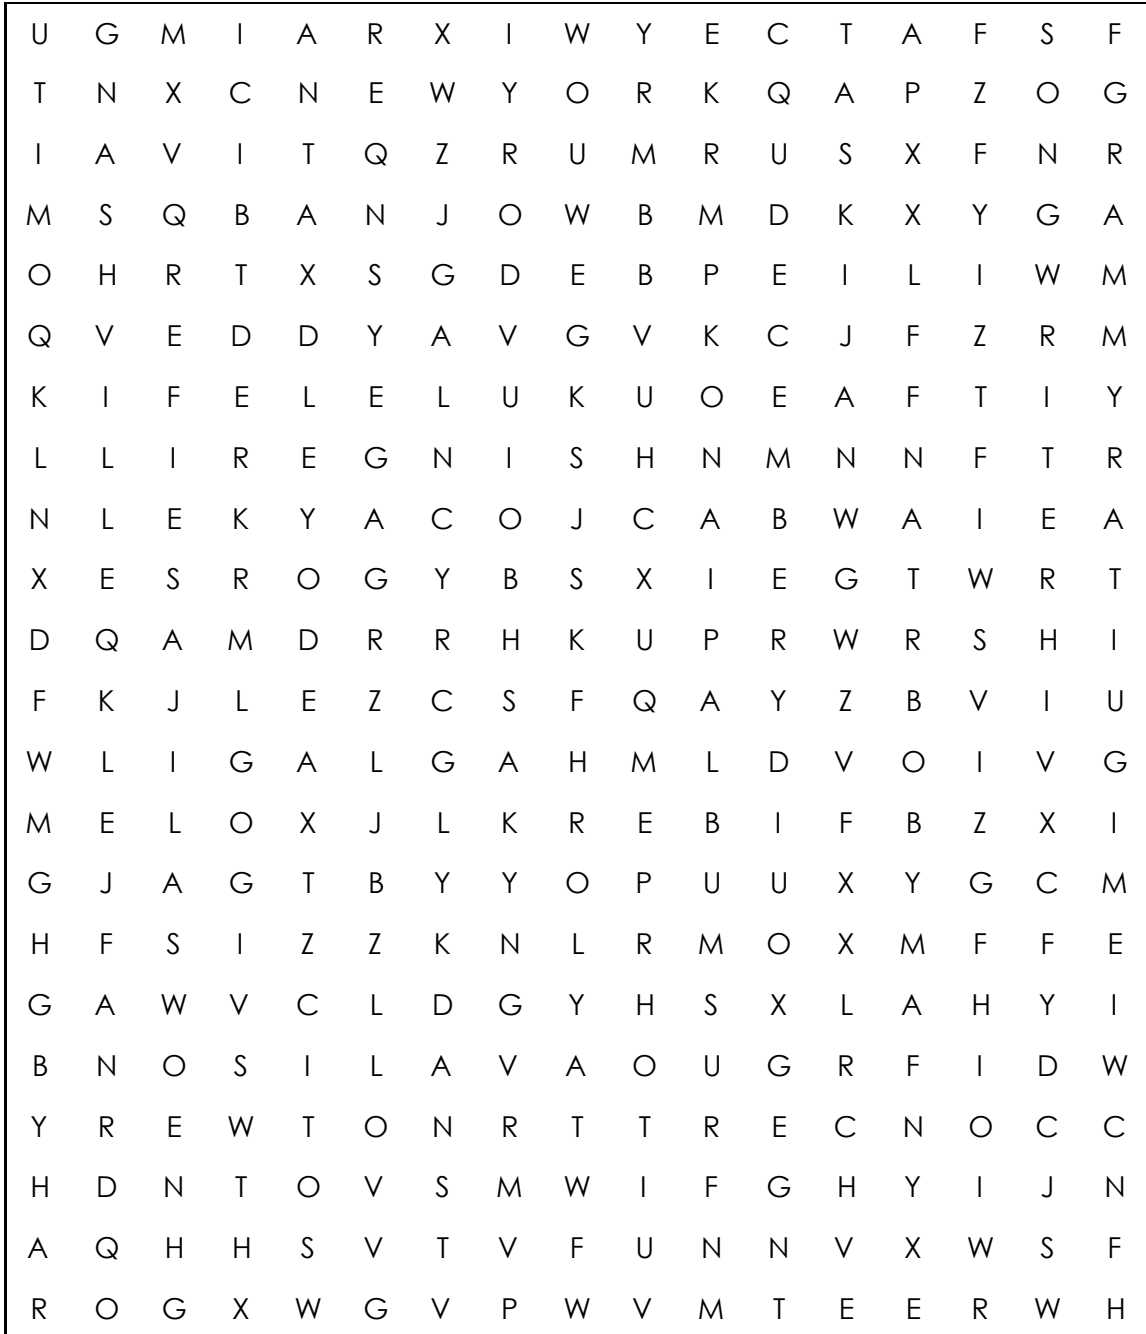 U G M I A R X I W Y E C T A F S F
T N X C N E W Y O R K Q A P Z O G
I A V I T Q Z R U M R U S X F N R
M S Q B A N J O W B M D K X Y G A
O H R T X S G D E B P E I L I W M
Q V E D D Y A V G V K C J F Z R M
K I F E L E L U K U O E A F T I Y
L L I R E G N I S H N M N N F T R
N L E K Y A C O J C A B W A I E A
X E S R O G Y B S X I E G T W R T
D Q A M D R R H K U P R W R S H I
F K J L E Z C S F Q A Y Z B V I U
W L I G A L G A H M L D V O I V G
M E L O X J L K R E B I F B Z X I
G J A G T B Y Y O P U U X Y G C M
H F S I Z Z K N L R M O X M F F E
G A W V C L D G Y H S X L A H Y I
B N O S I L A V A O U G R F I D W
Y R E W T O N R T T R E C N O C C
H D N T O V S M W I F G H Y I J N
A Q H H S V T V F U N N V X W S F
R O G X W G V P W V M T E E R W H